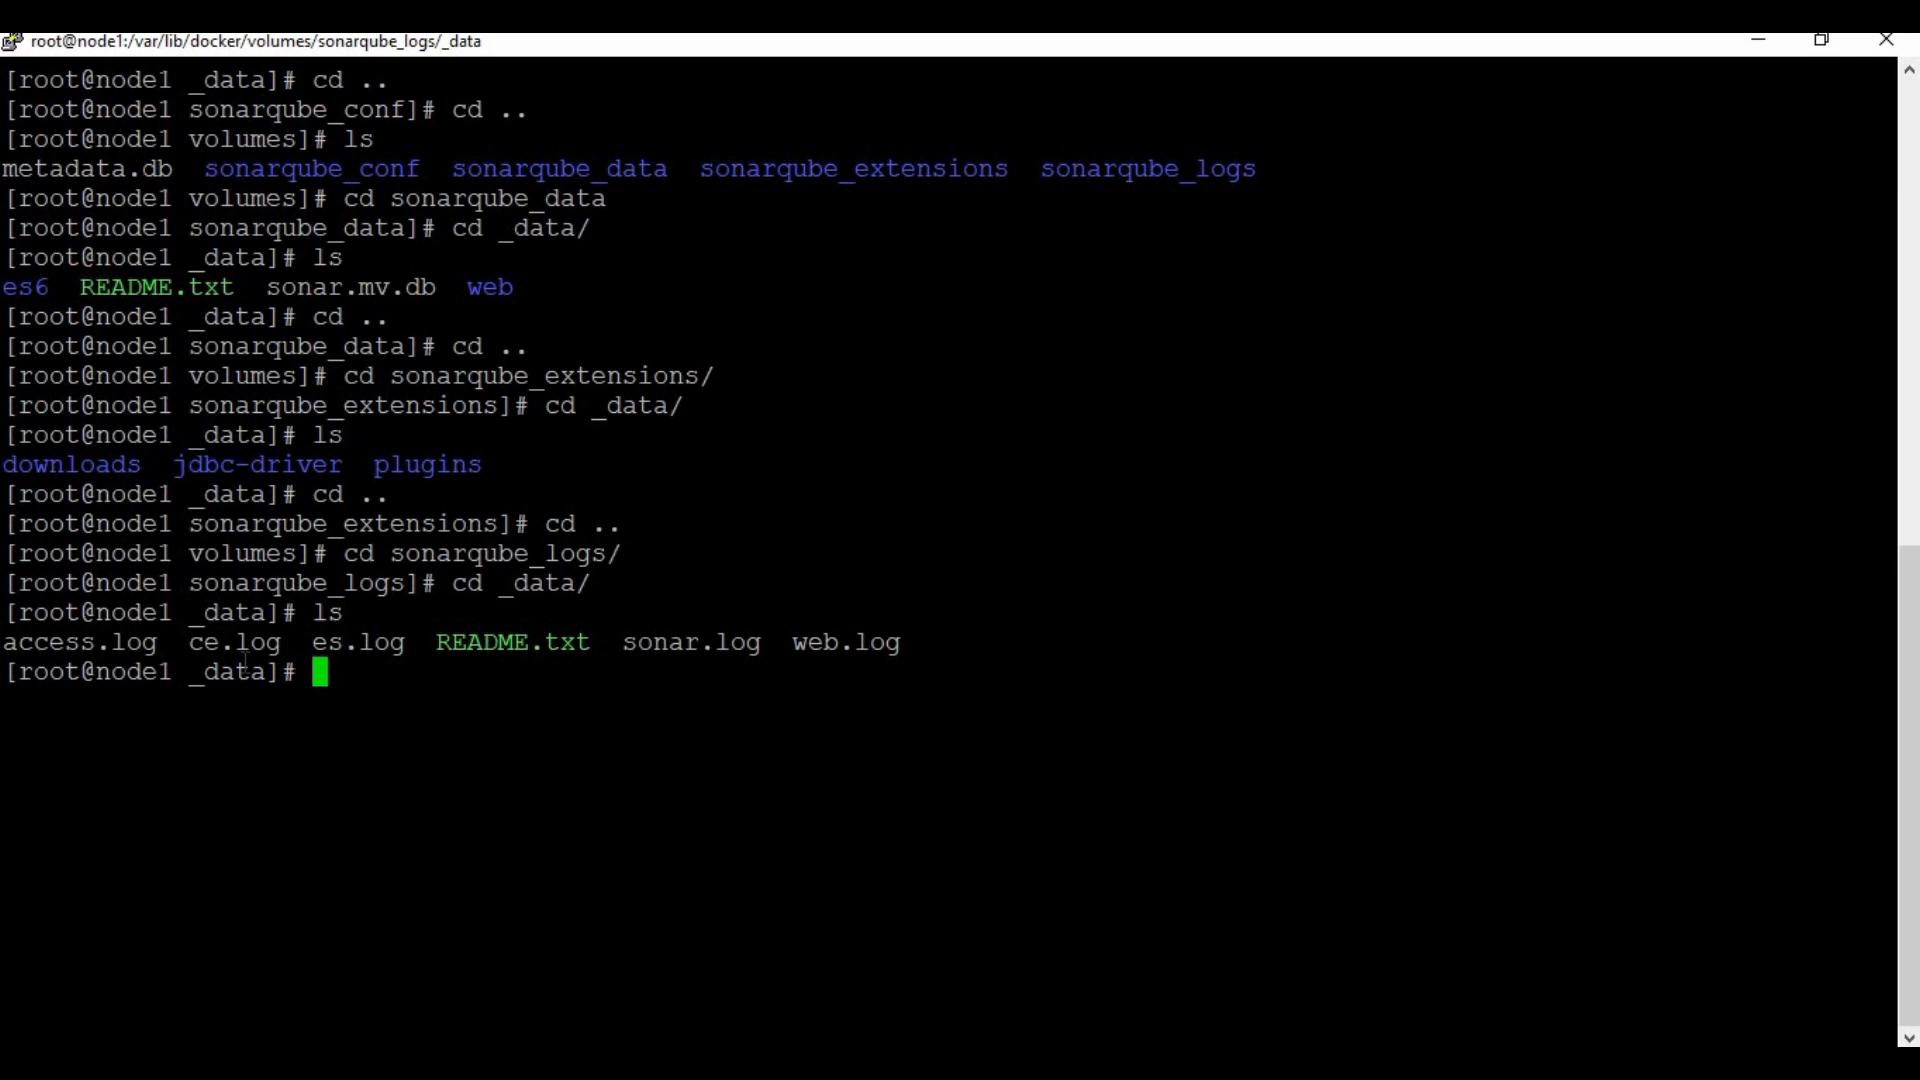 root@node1:/var/lib/docker/volumes/sonarqube_logs/_data
[root@node1 _data]# cd ..
[root@node1 sonarqube_conf]# cd ..
[root@node1 volumes]# ls
metadata.db  sonarqube_conf  sonarqube_data  sonarqube_extensions  sonarqube_logs
[root@node1 volumes]# cd sonarqube_data
[root@node1 sonarqube_data]# cd _data/
[root@node1 _data]# ls
es6  README.txt  sonar.mv.db  web
[root@node1 _data]# cd ..
[root@node1 sonarqube_data]# cd ..
[root@node1 volumes]# cd sonarqube_extensions/
[root@node1 sonarqube_extensions]# cd _data/
[root@node1 _data]# ls
downloads  jdbc-driver  plugins
[root@node1 _data]# cd ..
[root@node1 sonarqube_extensions]# cd ..
[root@node1 volumes]# cd sonarqube_logs/
[root@node1 sonarqube_logs]# cd _data/
[root@node1 _data]# ls
access.log  ce.log  es.log  README.txt  sonar.log  web.log
[root@node1 _data]#